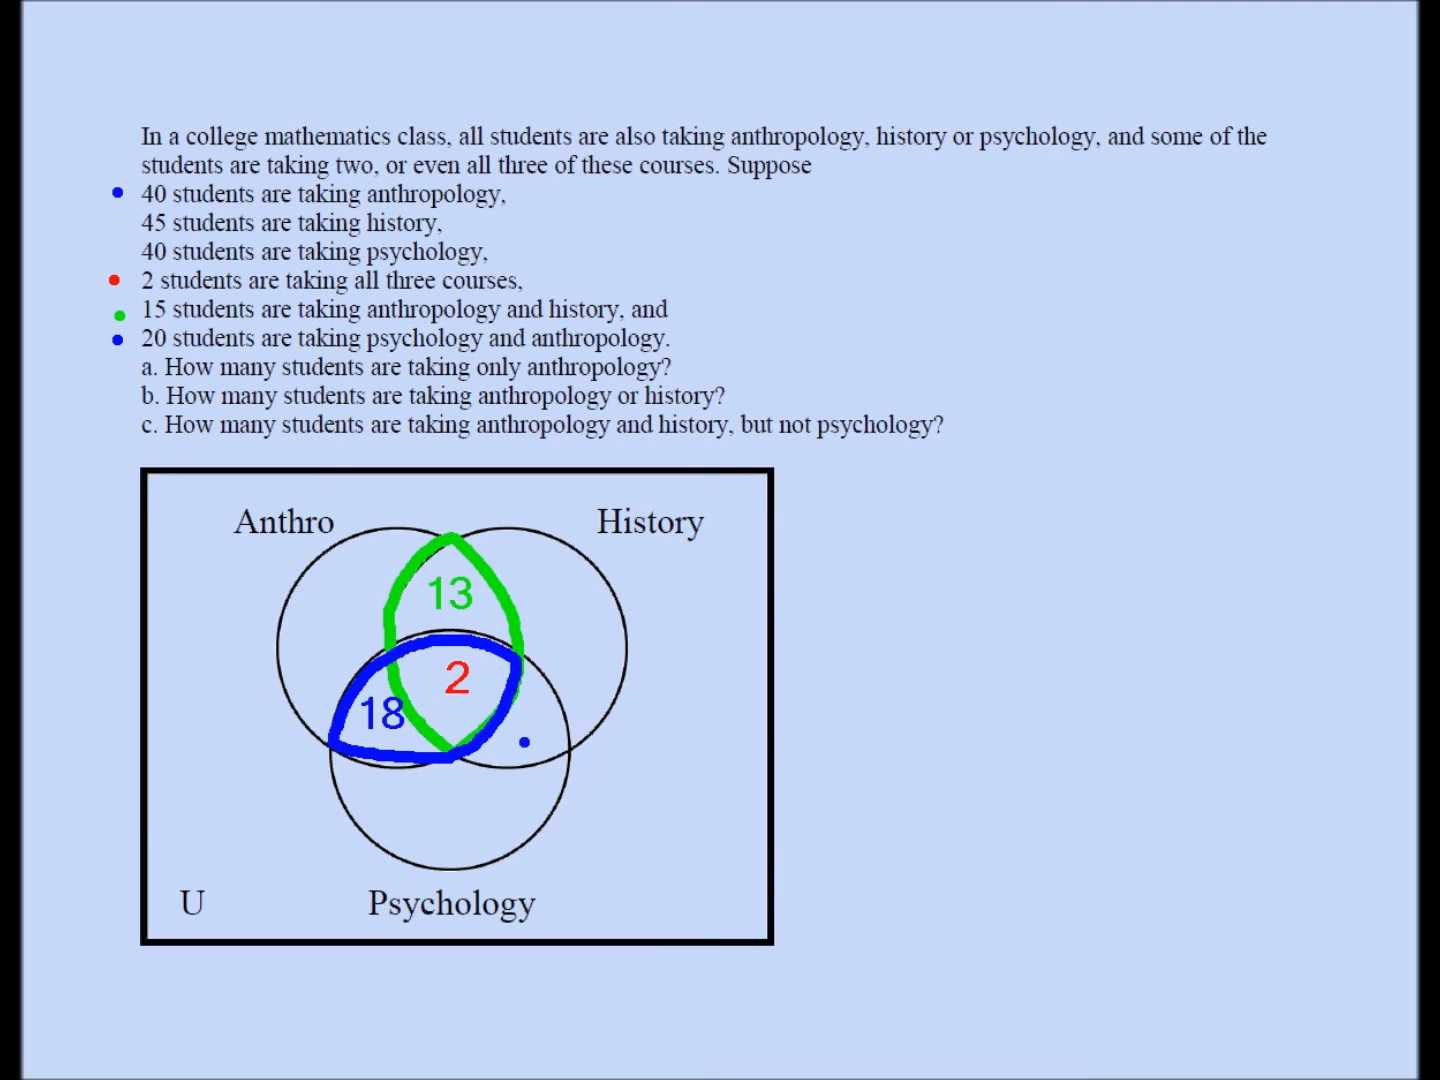 In a college mathematics class, all students are also taking anthropology, history or psychology, and some of the
students are taking two, or even all three of these courses. Suppose
40 students are taking anthropology,
45 students are taking history,
40 students are taking psychology,
2 students are taking all three courses,
15 students are taking anthropology and history, and
20 students are taking psychology and anthropology.
a. How many students are taking only anthropology?
b. How many students are taking anthropology or history?
c. How many students are taking anthropology and history, but not psychology?
Anthro History
13
2
18
U Psychology